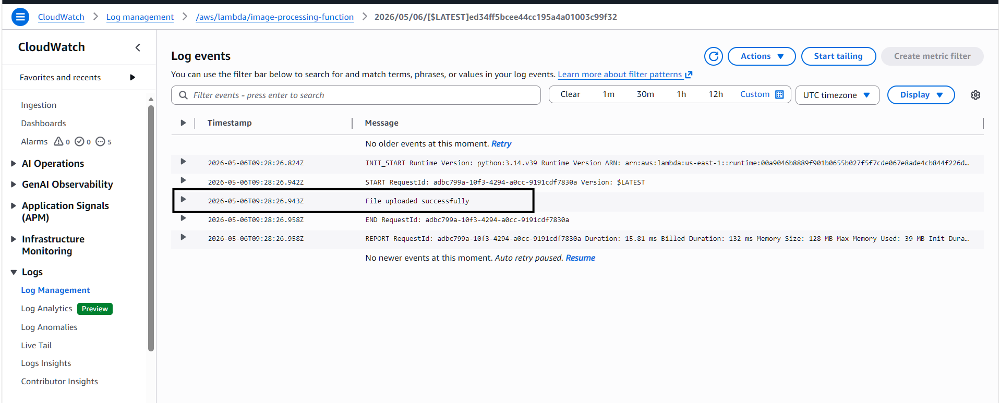 CloudWatch > Log management > /aws/lambda/image-processing-function > 2026/05/06/[$LATEST]ed34ff5bcee44cc195a4a01003c99f32
CloudWatch
Favorites and recents
Ingestion
Dashboards
Alarms 0 0 5
AI Operations
GenAI Observability
Application Signals
(APM)
Infrastructure
Monitoring
Logs
Log Management
Log Analytics Preview
Log Anomalies
Live Tail
Logs Insights
Contributor Insights
Log events
Actions Start tailing Create metric filter
You can use the filter bar below to search for and match terms, phrases, or values in your log events. Learn more about filter patterns
Filter events - press enter to search
Clear 1m 30m 1h 12h Custom UTC timezone Display
Timestamp Message
No older events at this moment. Retry
2026-05-06T09:28:26.824Z INIT_START Runtime Version: python:3.14.v39 Runtime Version ARN: arn:aws:lambda:us-east-1::runtime:00a9046b8889f901b0655b027f5f7cde067e8ade4cb844f226d…
2026-05-06T09:28:26.942Z START RequestId: adbc799a-10f3-4294-a0cc-9191cdf7830a Version: $LATEST
2026-05-06T09:28:26.943Z File uploaded successfully
2026-05-06T09:28:26.958Z END RequestId: adbc799a-10f3-4294-a0cc-9191cdf7830a
2026-05-06T09:28:26.958Z REPORT RequestId: adbc799a-10f3-4294-a0cc-9191cdf7830a Duration: 15.81 ms Billed Duration: 132 ms Memory Size: 128 MB Max Memory Used: 39 MB Init Dura…
No newer events at this moment. Auto retry paused. Resume